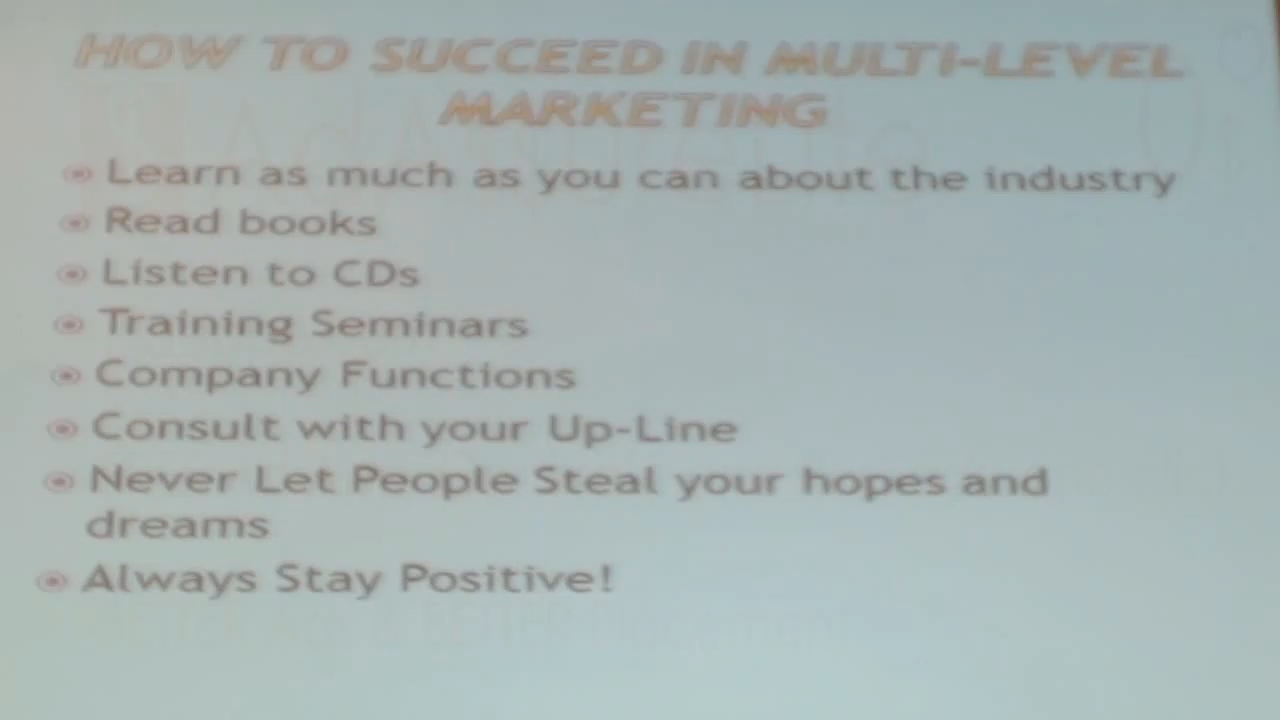 HOW TO SUCCEED IN MULTI-LEVEL
MARKETING
Learn as much as you can about the industry
Read books
Listen to CDs
Training Seminars
Company Functions
Consult with your Up-Line
Never Let People Steal your hopes and
dreams
Always Stay Positive!